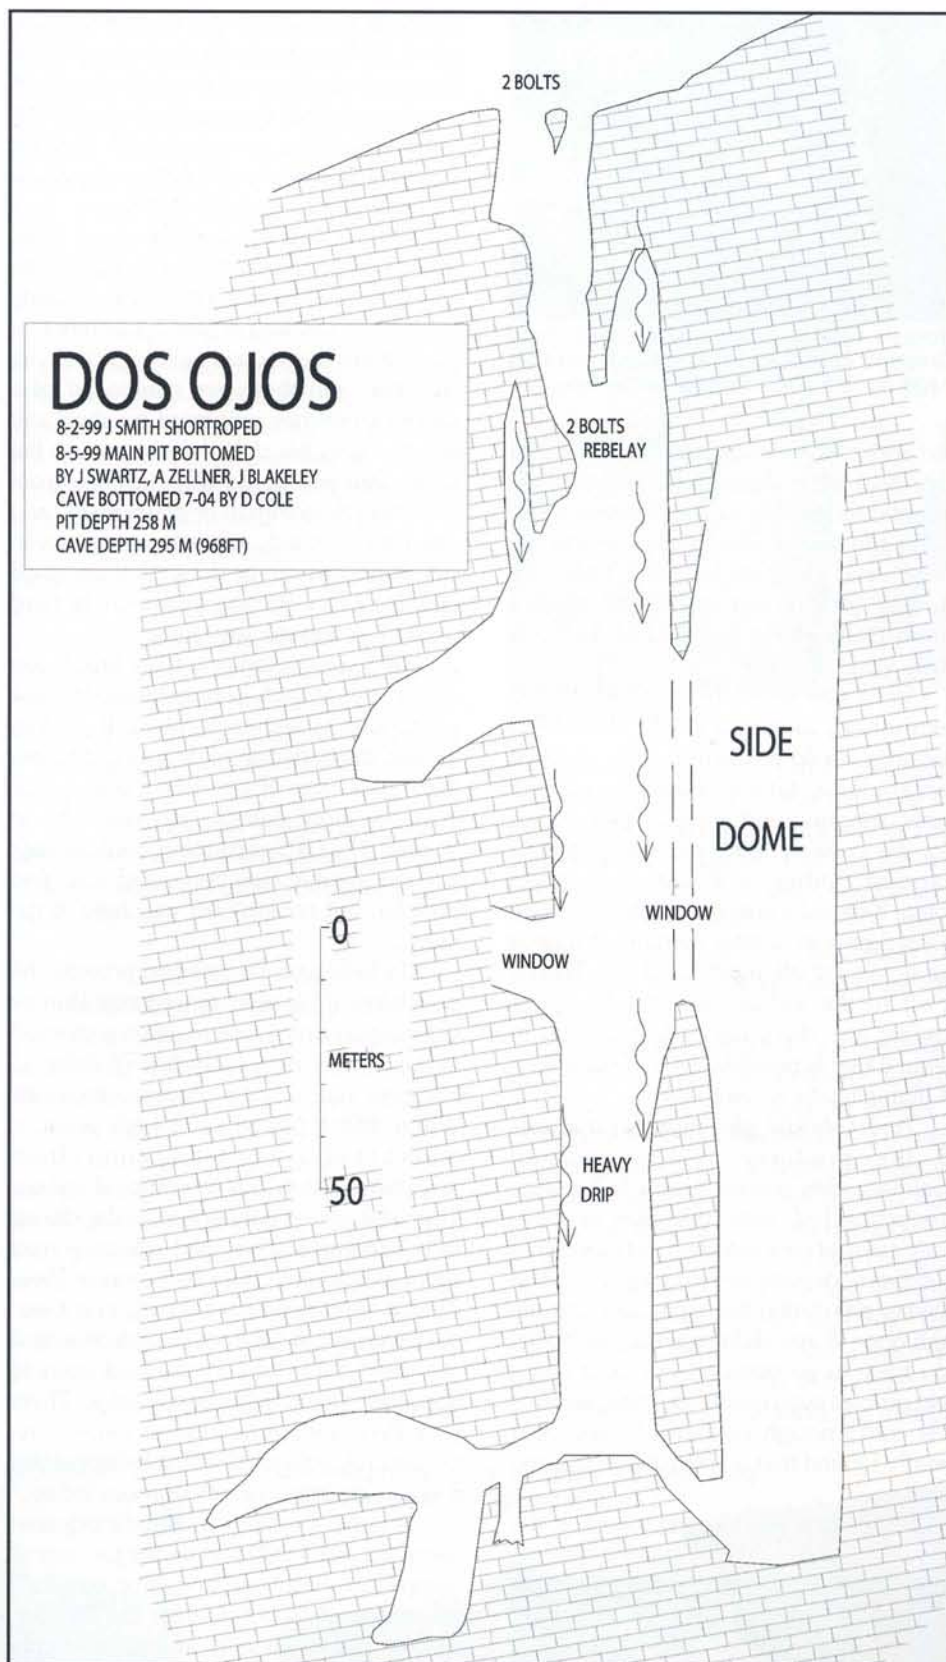 2 BOLTS
DOS OJOS
8-2-99 J SMITH SHORTROPED
8-5-99 MAIN PIT BOTTOMED
BY J SWARTZ, A ZELLNER, J BLAKELEY
CAVE BOTTOMED 7-04 BY D COLE
PIT DEPTH 258 M
CAVE DEPTH 295 M (968FT)
2 BOLTS
REBELAY
SIDE
DOME
WINDOW
0
WINDOW
METERS
50
HEAVY
DRIP